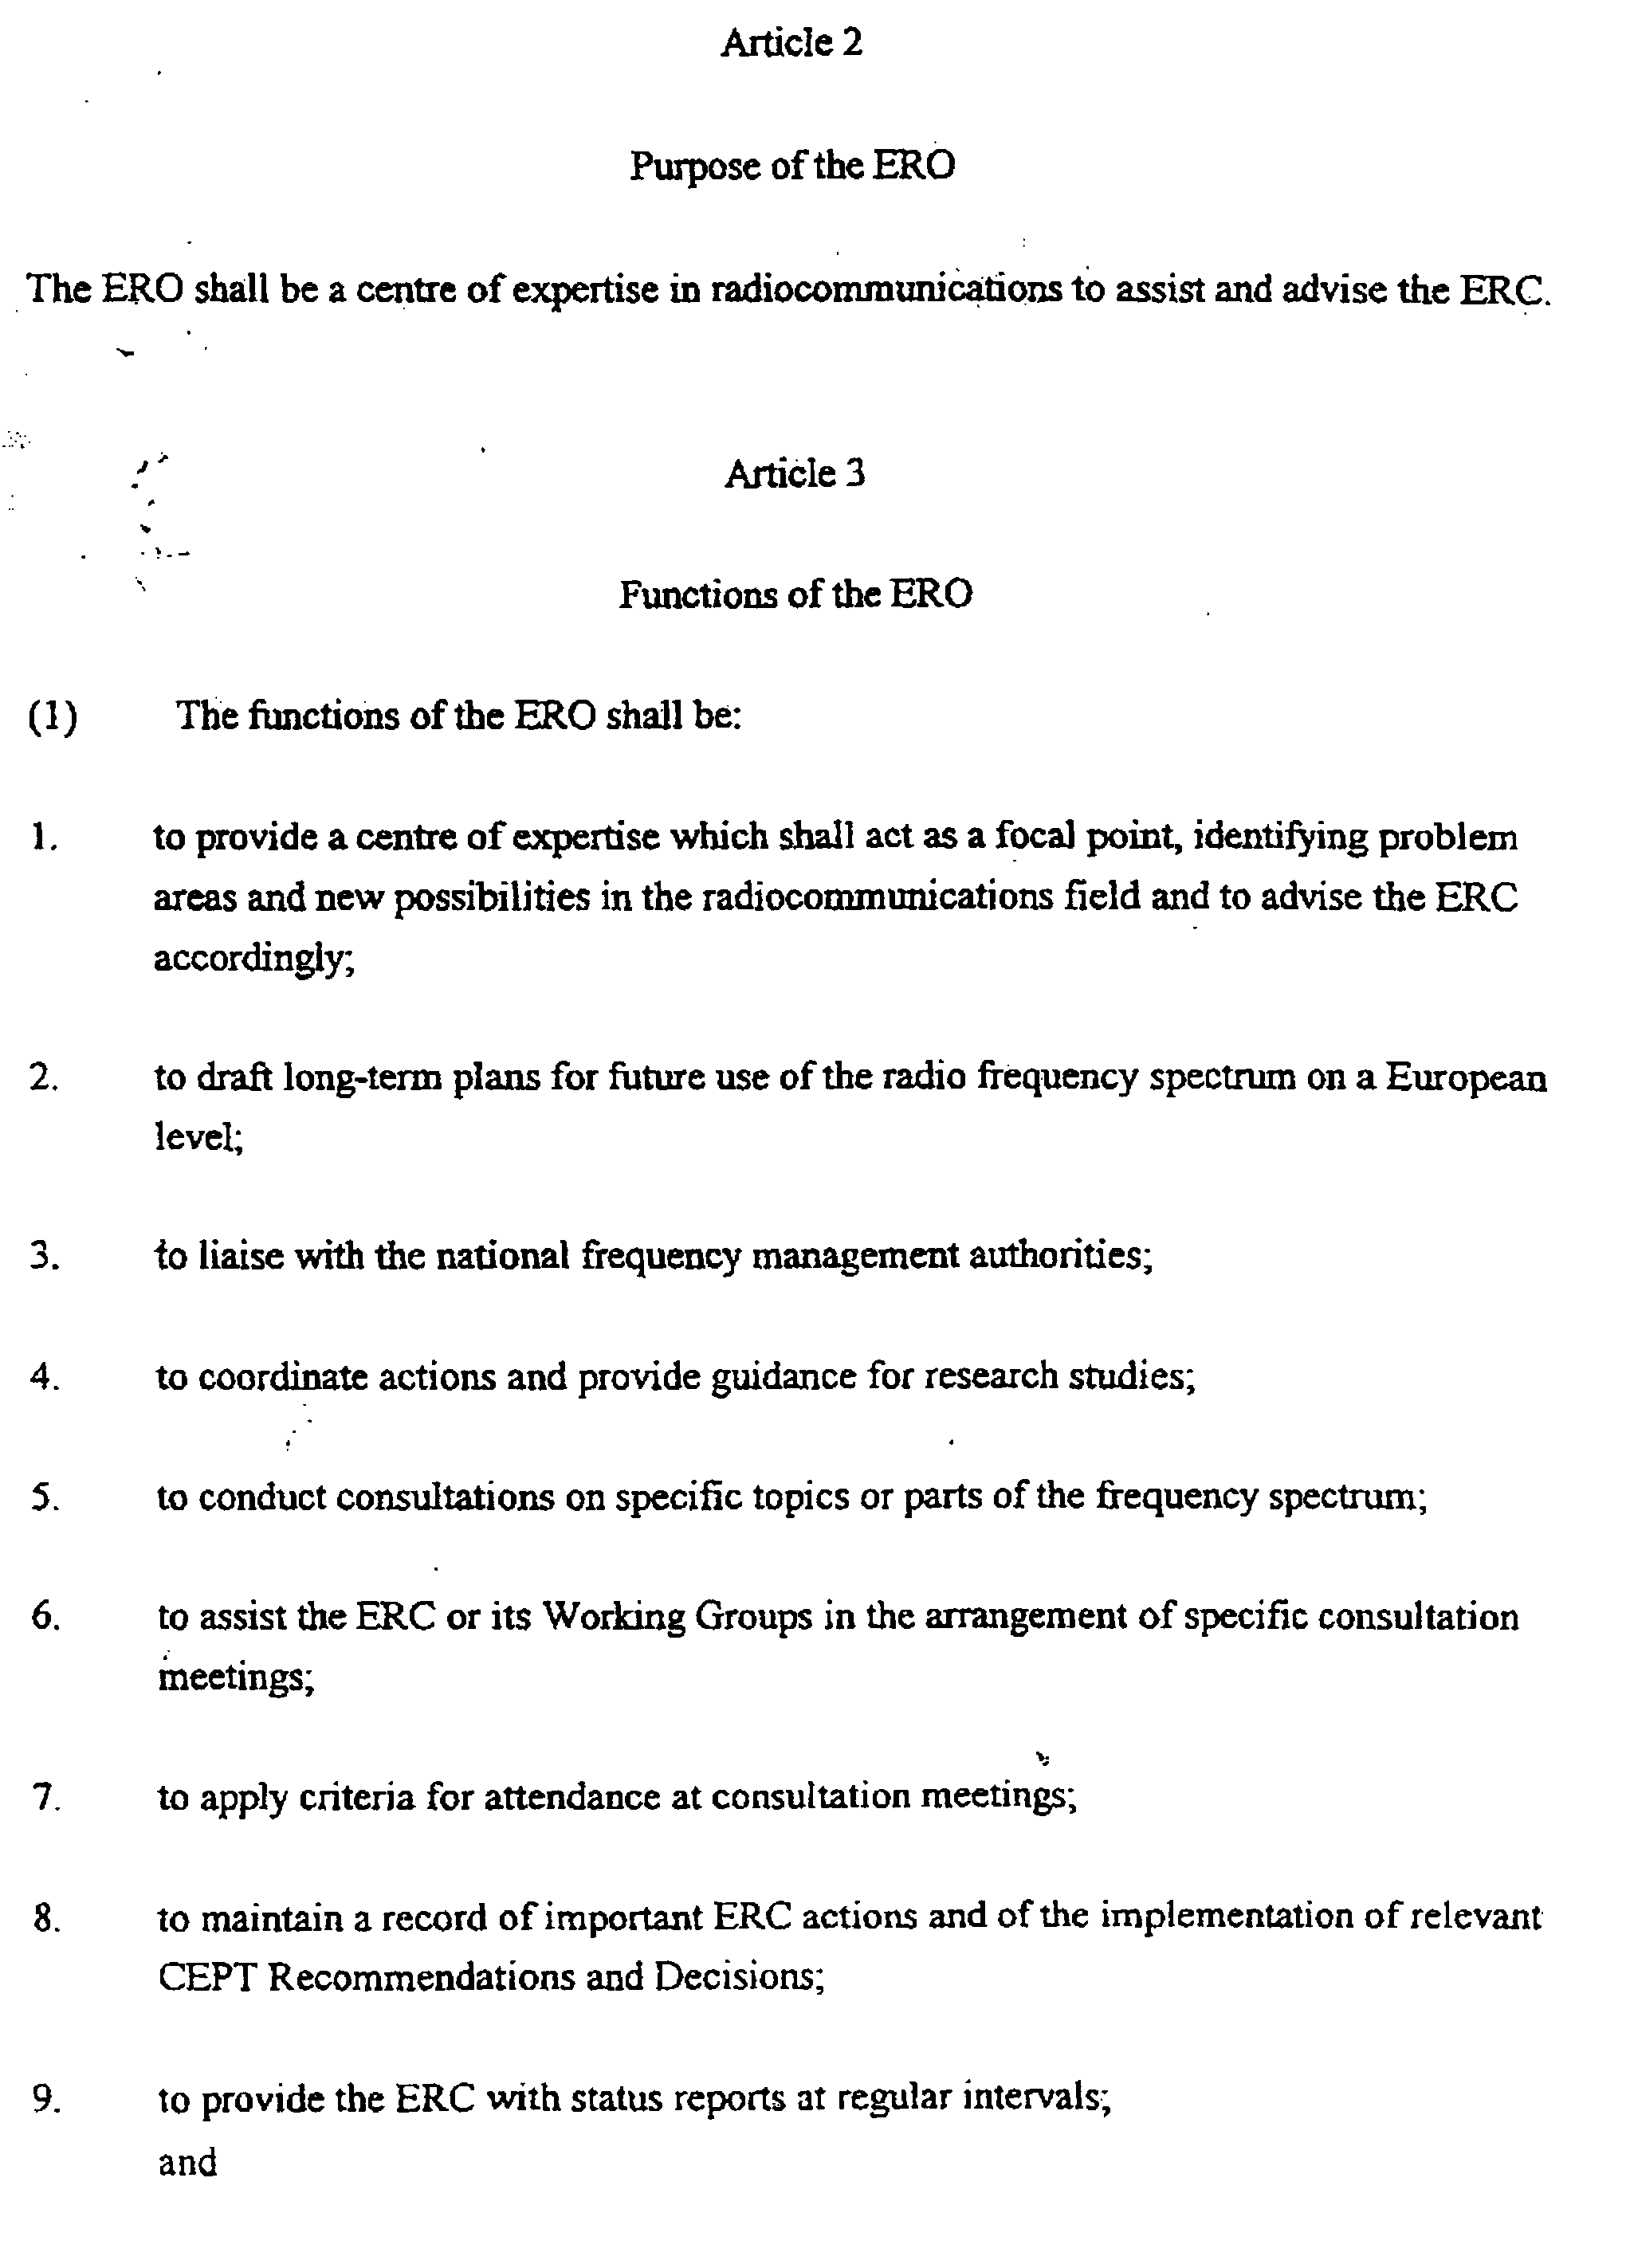 Article 2
Purpose of the ERO
The ERO shall be a centre of expertise in radiocommunications to assist and advise the ERC.
Article 3
Functions of the ERO
(1) The functions of the ERO shall be:
1. to provide a centre of expertise which shall act as a focal point, identifying problem
areas and new possibilities in the radiocommunications field and to advise the ERC
accordingly;
2. to draft long-term plans for future use of the radio frequency spectrum on a European
level;
3. to liaise with the national frequency management authorities;
4. to coordinate actions and provide guidance for research studies;
5. to conduct consultations on specific topics or parts of the frequency spectrum;
6. to assist the ERC or its Working Groups in the arrangement of specific consultation
meetings;
7. to apply criteria for attendance at consultation meetings;
8. to maintain a record of important ERC actions and of the implementation of relevant
CEPT Recommendations and Decisions;
9. to provide the ERC with status reports at regular intervals;
and